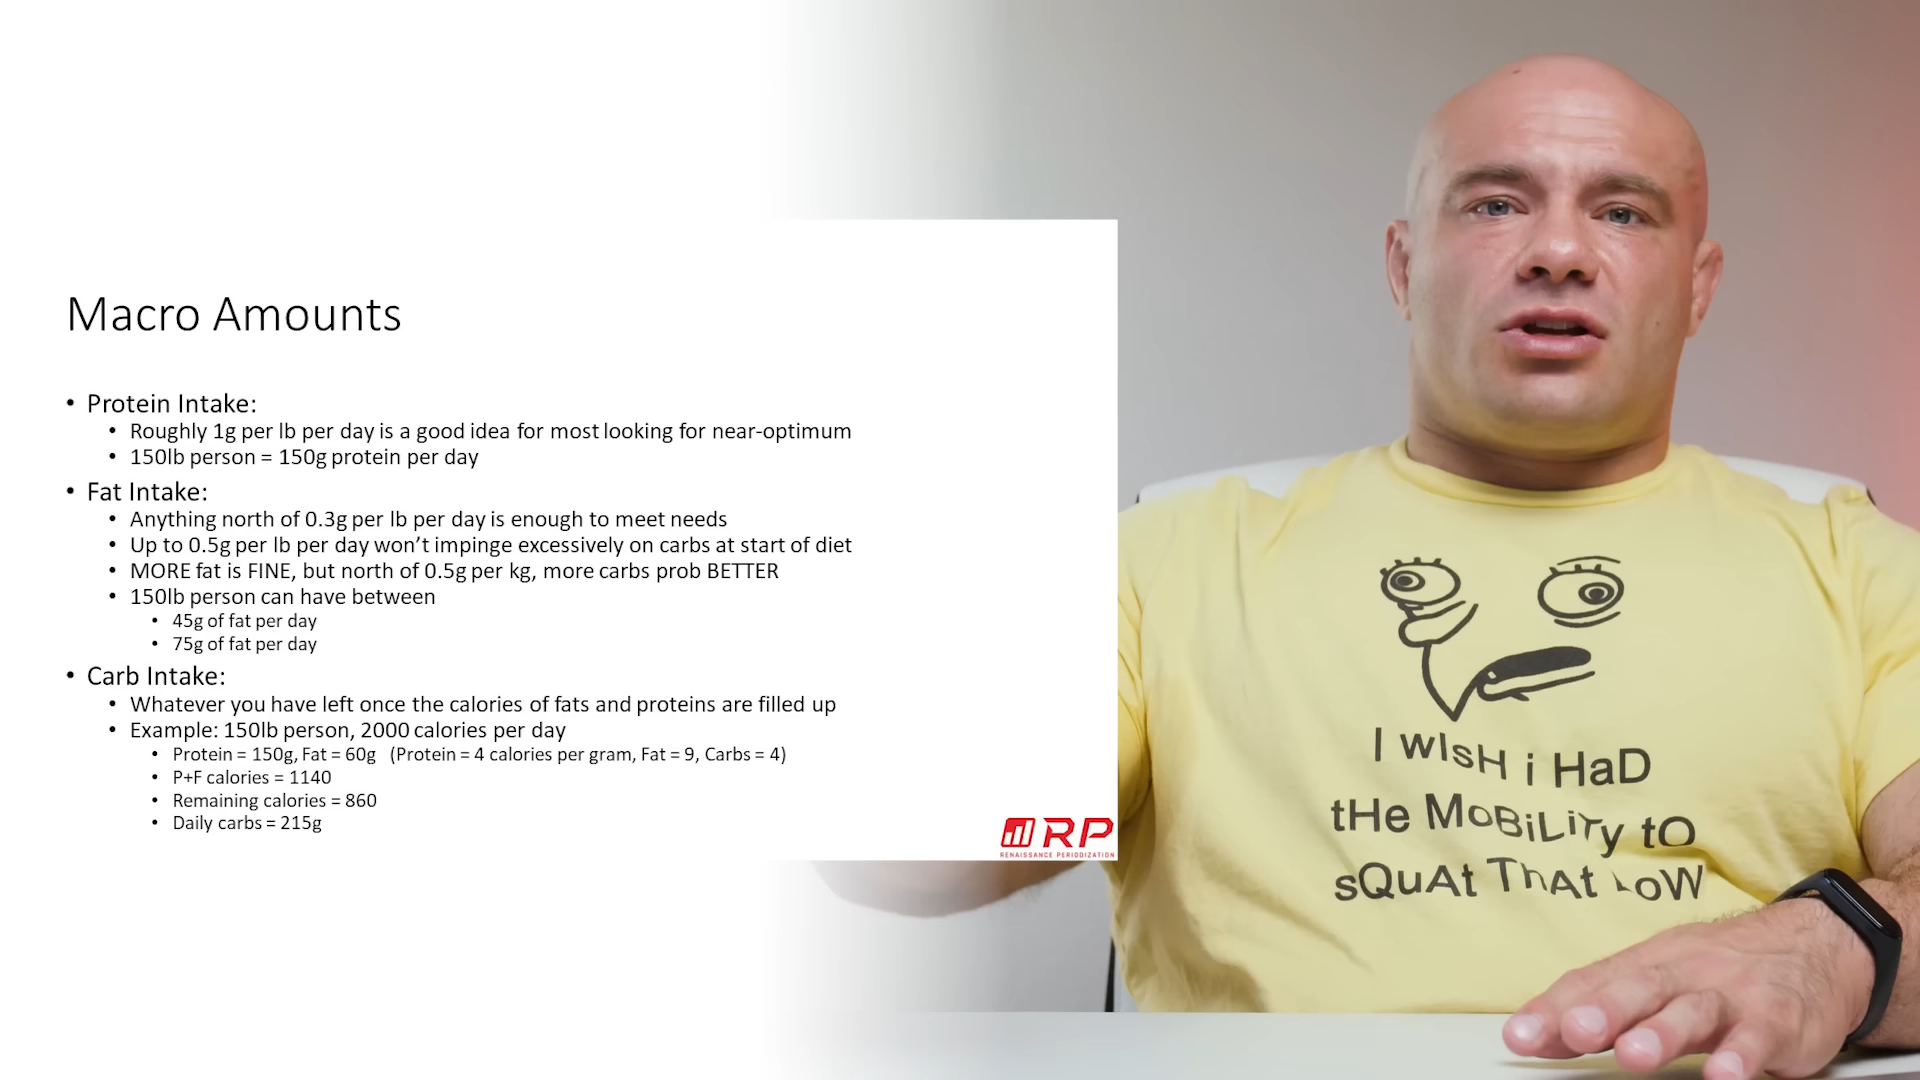 Macro Amounts
• Protein Intake:
• Roughly 1g per lb per day is a good idea for most looking for near-optimum
• 150lb person = 150g protein per day
• Fat Intake:
• Anything north of 0.3g per lb per day is enough to meet needs
• Up to 0.5g per lb per day won’t impinge excessively on carbs at start of diet
• MORE fat is FINE, but north of 0.5g per kg, more carbs prob BETTER
• 150lb person can have between
• 45g of fat per day
• 75g of fat per day
• Carb Intake:
• Whatever you have left once the calories of fats and proteins are filled up
• Example: 150lb person, 2000 calories per day
• Protein = 150g, Fat = 60g (Protein = 4 calories per gram, Fat = 9, Carbs = 4)
• P+F calories = 1140
• Remaining calories = 860
• Daily carbs = 215g
RP
RENAISSANCE PERIODIZATION
I wIsH i HaD
tHe MoBiLiTy tO
sQuAt ThAt LoW